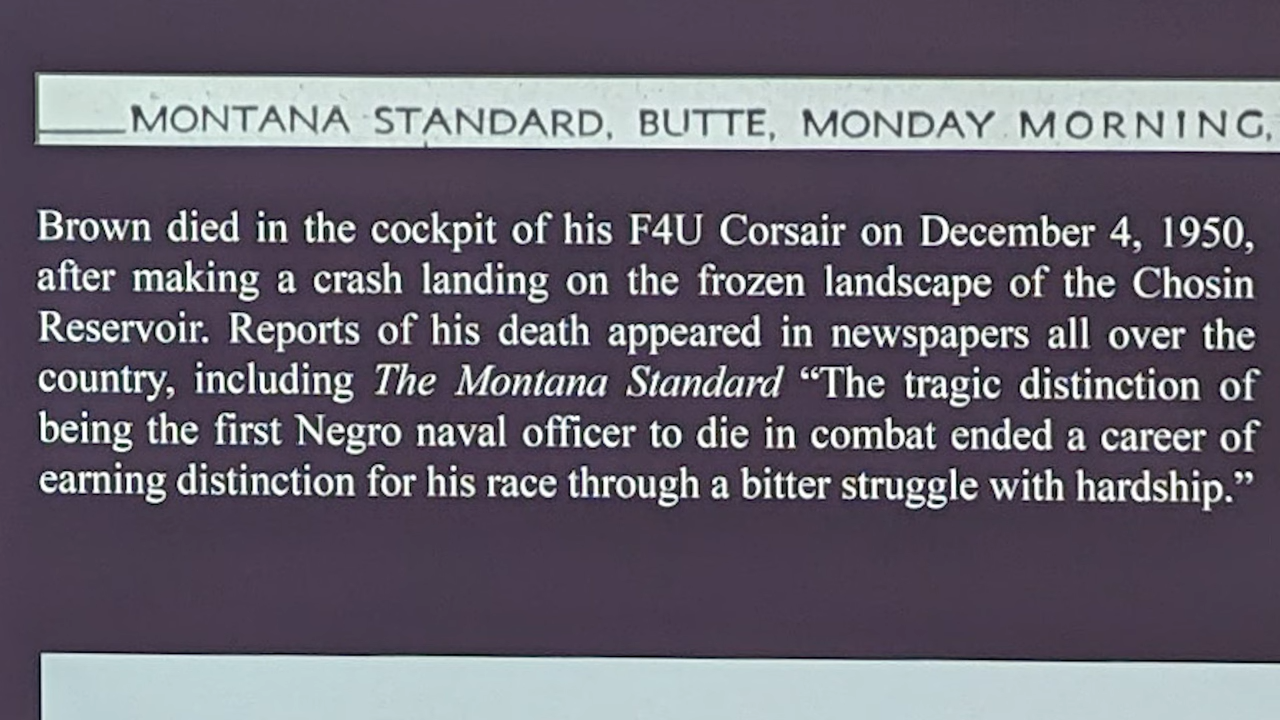 MONTANA STANDARD, BUTTE, MONDAY MORNING,
Brown died in the cockpit of his F4U Corsair on December 4, 1950,
after making a crash landing on the frozen landscape of the Chosin
Reservoir. Reports of his death appeared in newspapers all over the
country, including The Montana Standard “The tragic distinction of
being the first Negro naval officer to die in combat ended a career of
earning distinction for his race through a bitter struggle with hardship.”